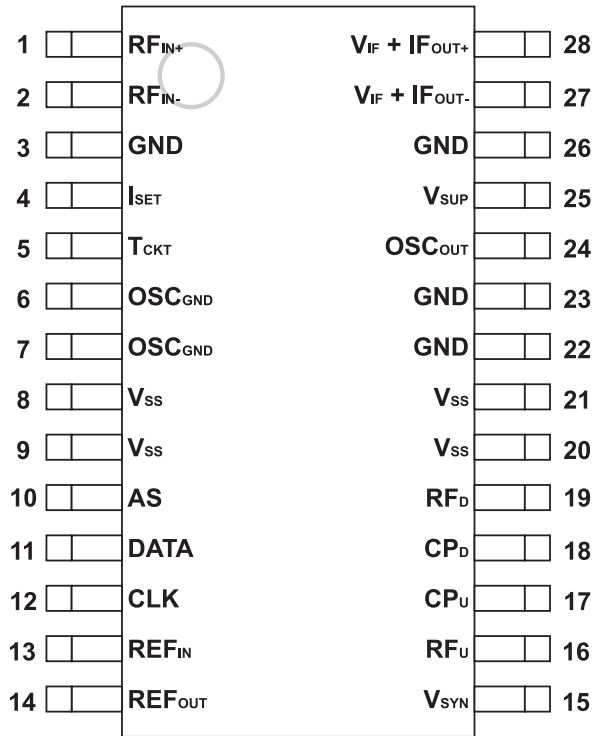 1 RFIN+ VIF + IFOUT+ 28
2 RFIN- VIF + IFOUT- 27
3 GND GND 26
4 ISET VSUP 25
5 TCKT OSCOUT 24
6 OSCGND GND 23
7 OSCGND GND 22
8 VSS VSS 21
9 VSS VSS 20
10 AS RFD 19
11 DATA CPD 18
12 CLK CPU 17
13 REFIN RFU 16
14 REFOUT VSYN 15